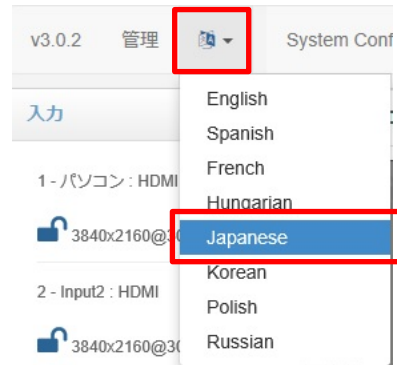 v3.0.2 管理 System Conf
入力
English
Spanish
1 - パソコン : HDMI
French
Hungarian
3840x2160@30
Japanese
Korean
2 - Input2 : HDMI
Polish
3840x2160@30
Russian